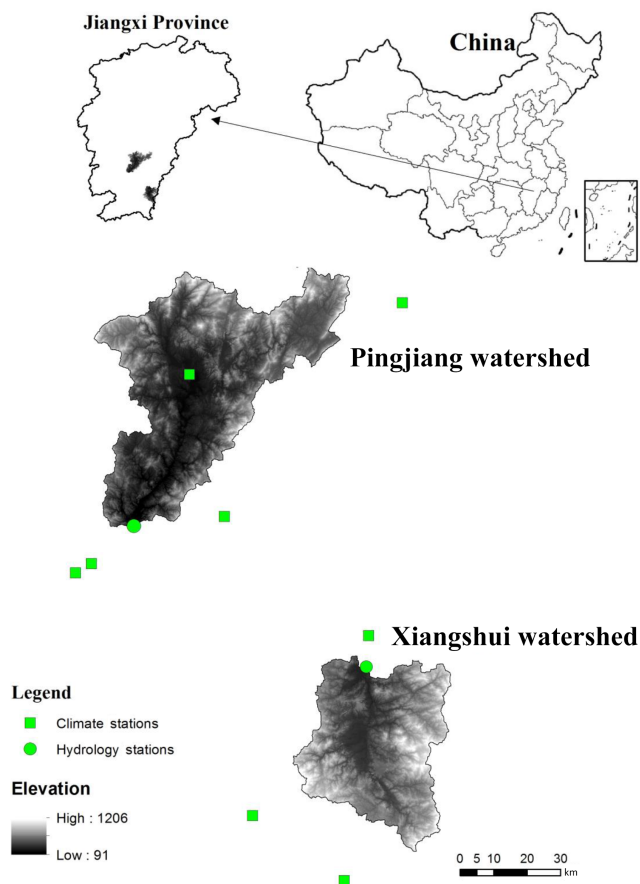 Jiangxi Province
China
Pingjiang watershed
Xiangshui watershed
Legend
Climate stations
Hydrology stations
Elevation
High : 1206
Low : 91
0 5 10 20 30
km